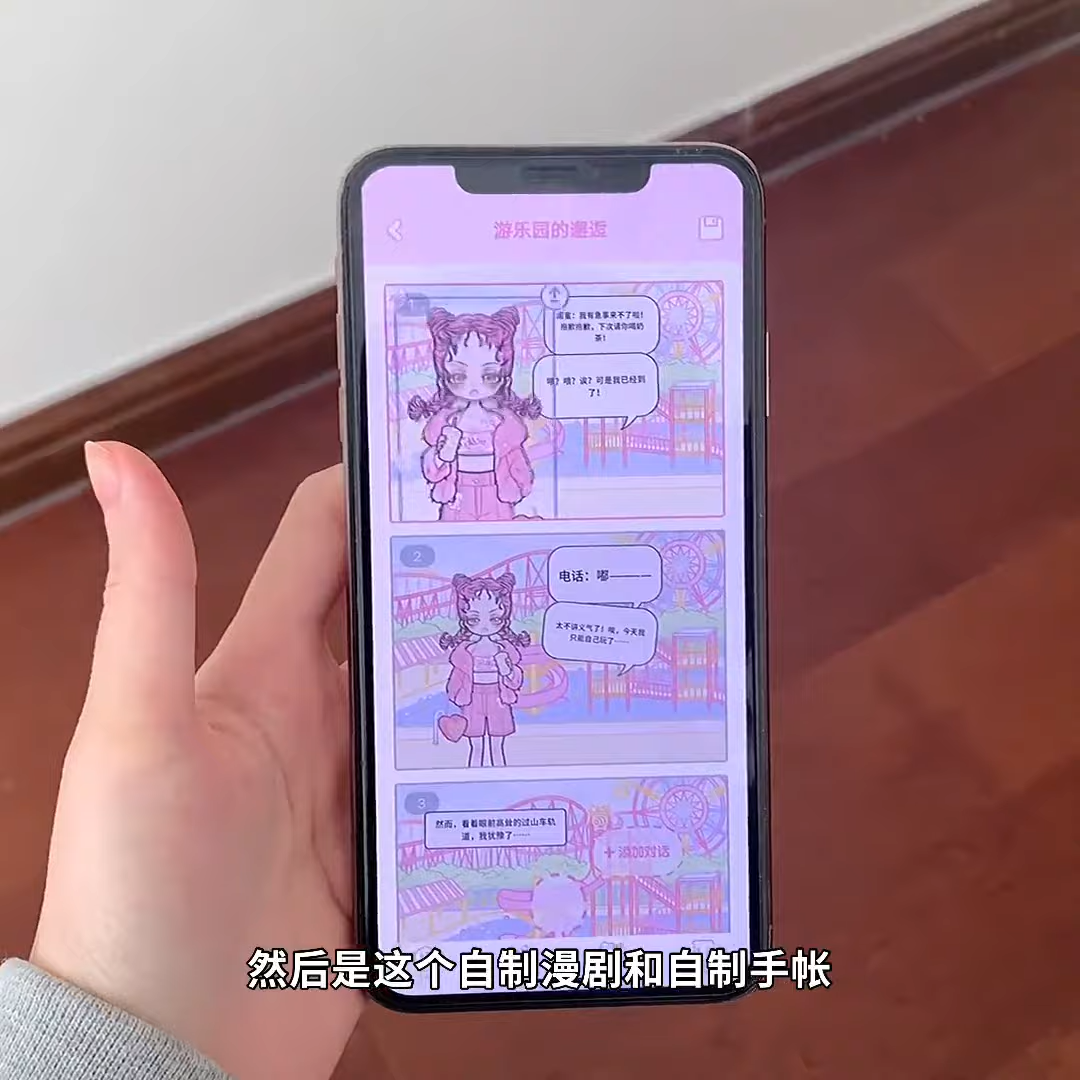 游乐园的邂逅
1
闺蜜：我有急事来不了啦！
抱歉抱歉，下次请你喝奶
茶！
喂？喂？诶？可是我已经到
了！
2
电话：嘟———
太不讲义气了！唉，今天我
只能自己玩了······
3
然而，看着眼前高耸的过山车轨
道，我犹豫了······
+添加对话
然后是这个自制漫剧和自制手帐